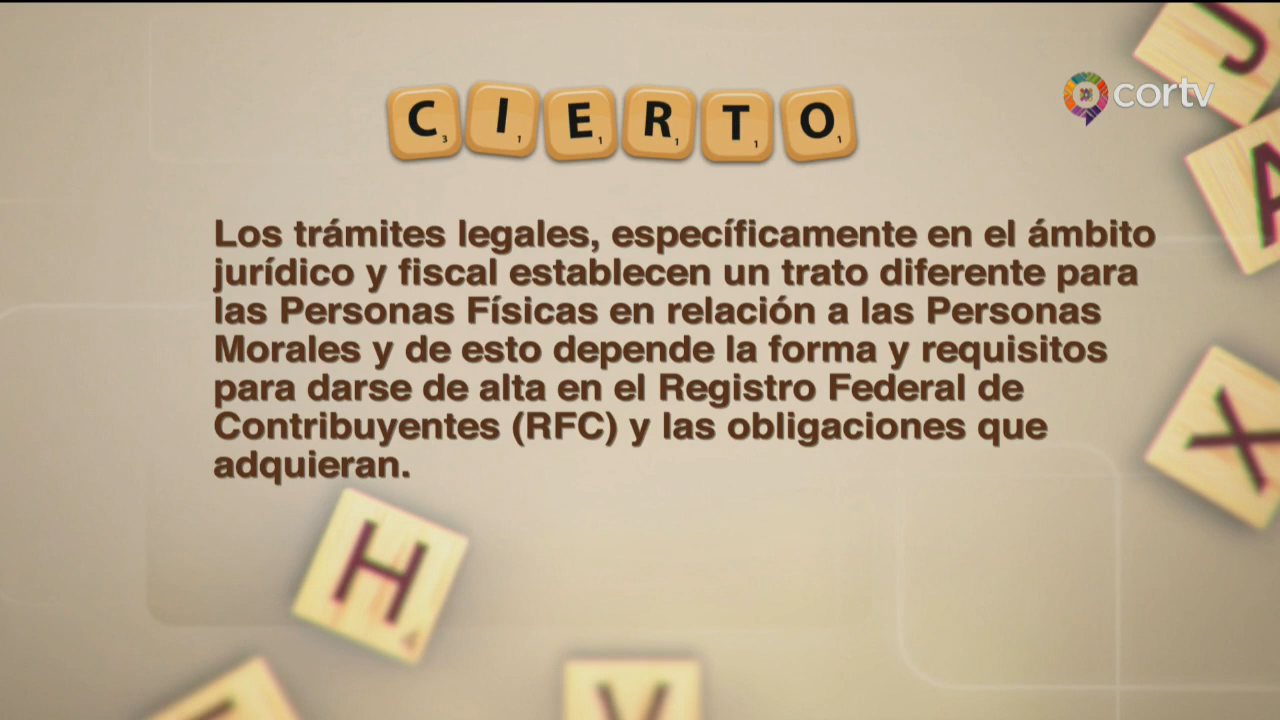 CIERTO
cortv
Los trámites legales, específicamente en el ámbito
jurídico y fiscal establecen un trato diferente para
las Personas Físicas en relación a las Personas
Morales y de esto depende la forma y requisitos
para darse de alta en el Registro Federal de
Contribuyentes (RFC) y las obligaciones que
adquieran.
J
A
X
H